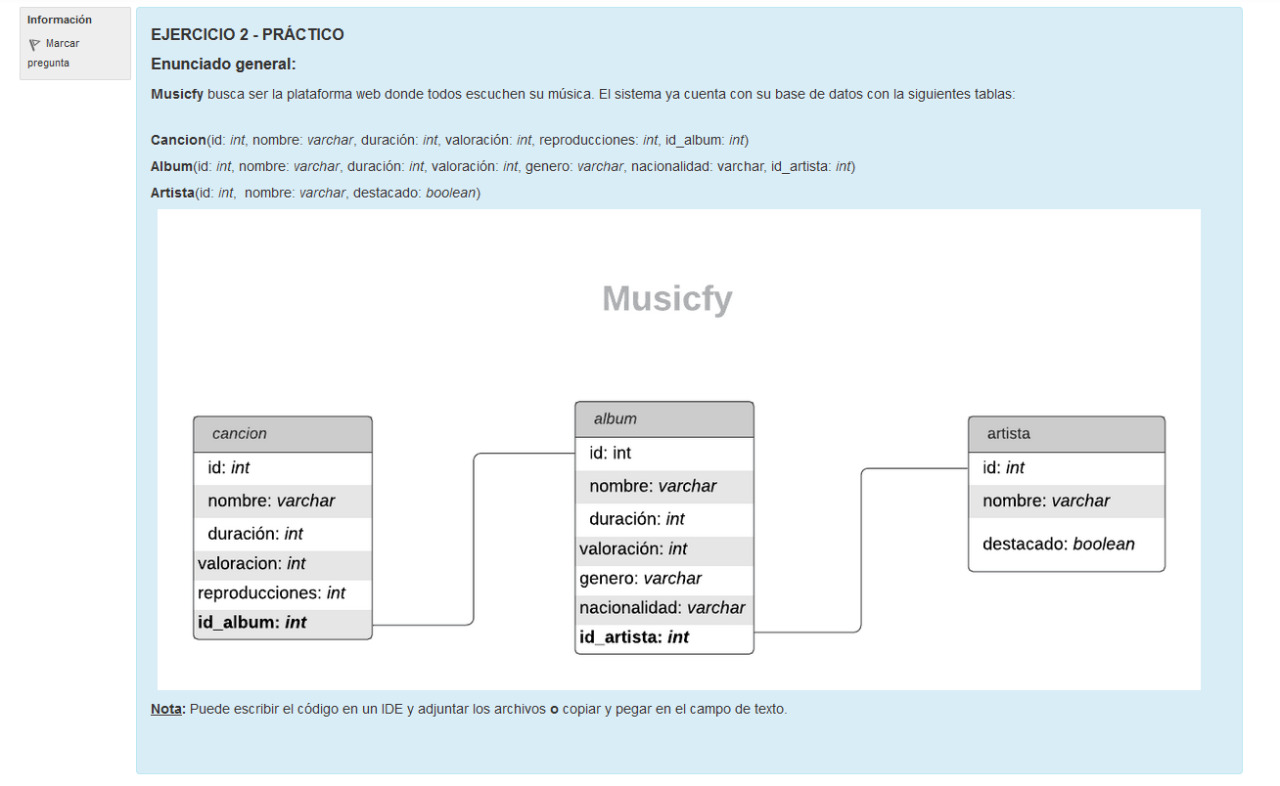 Información
Marcar
pregunta
EJERCICIO 2 - PRÁCTICO
Enunciado general:
Musicfy busca ser la plataforma web donde todos escuchen su música. El sistema ya cuenta con su base de datos con la siguientes tablas:
Cancion(id: int, nombre: varchar, duración: int, valoración: int, reproducciones: int, id_album: int)
Album(id: int, nombre: varchar, duración: int, valoración: int, genero: varchar, nacionalidad: varchar, id_artista: int)
Artista(id: int, nombre: varchar, destacado: boolean)
Musicfy
cancion
id: int
nombre: varchar
duración: int
valoracion: int
reproducciones: int
id_album: int
album
id: int
nombre: varchar
duración: int
valoración: int
genero: varchar
nacionalidad: varchar
id_artista: int
artista
id: int
nombre: varchar
destacado: boolean
Nota: Puede escribir el código en un IDE y adjuntar los archivos o copiar y pegar en el campo de texto.